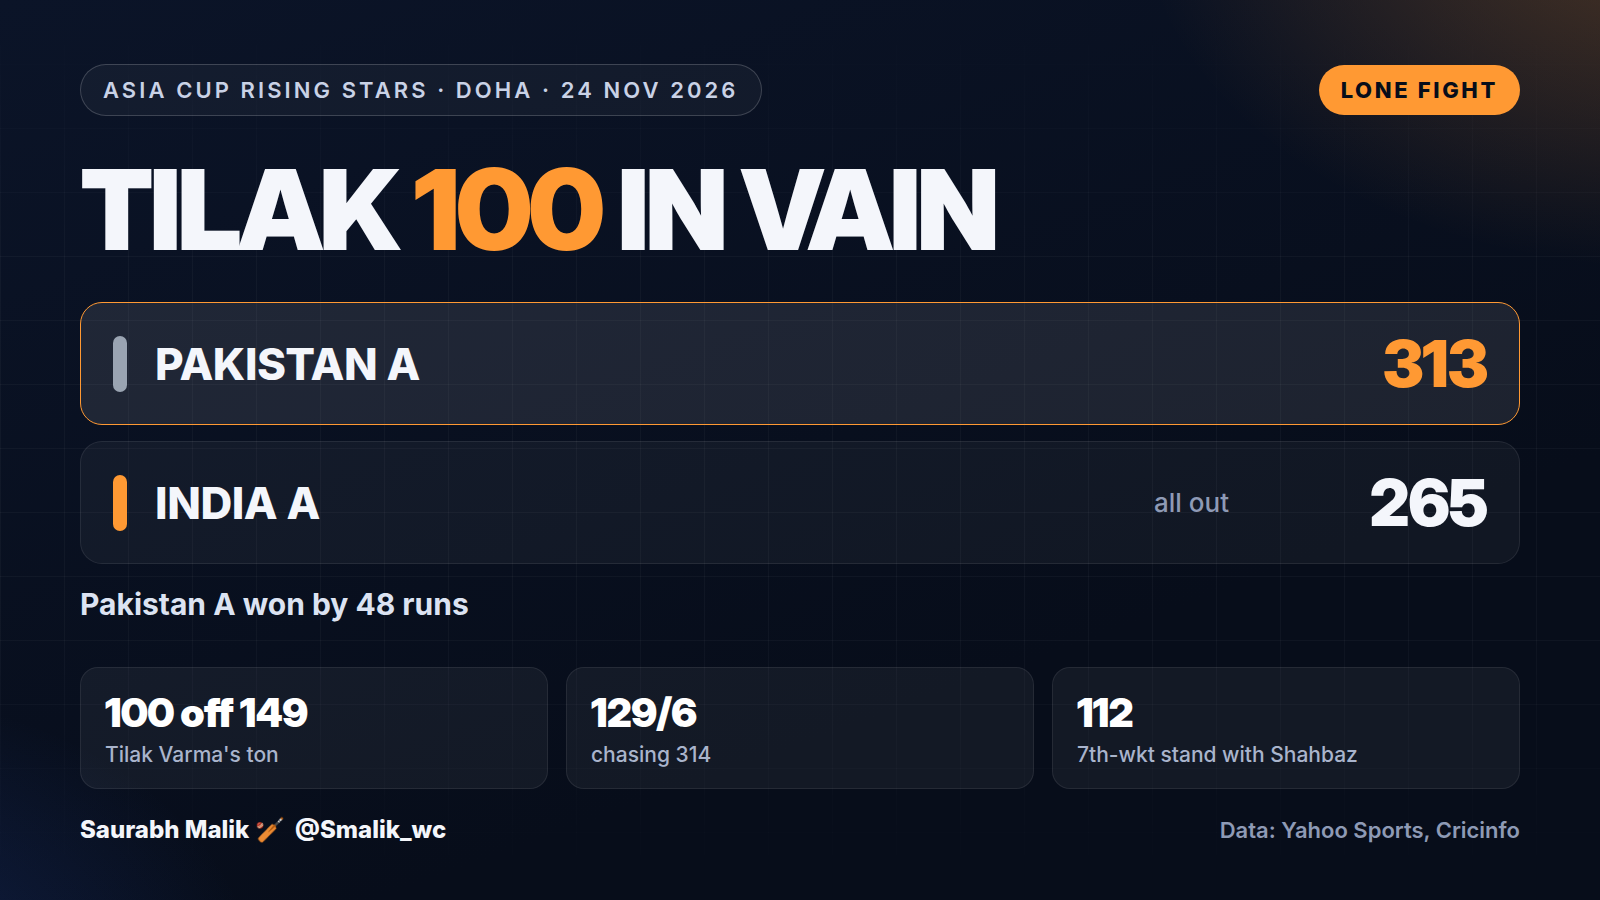 ASIA CUP RISING STARS · DOHA · 24 NOV 2026
LONE FIGHT
TILAK 100 IN VAIN
PAKISTAN A 313
INDIA A all out 265
Pakistan A won by 48 runs
100 off 149
Tilak Varma's ton
129/6
chasing 314
112
7th-wkt stand with Shahbaz
Saurabh Malik 🏏 @Smalik_wc
Data: Yahoo Sports, Cricinfo